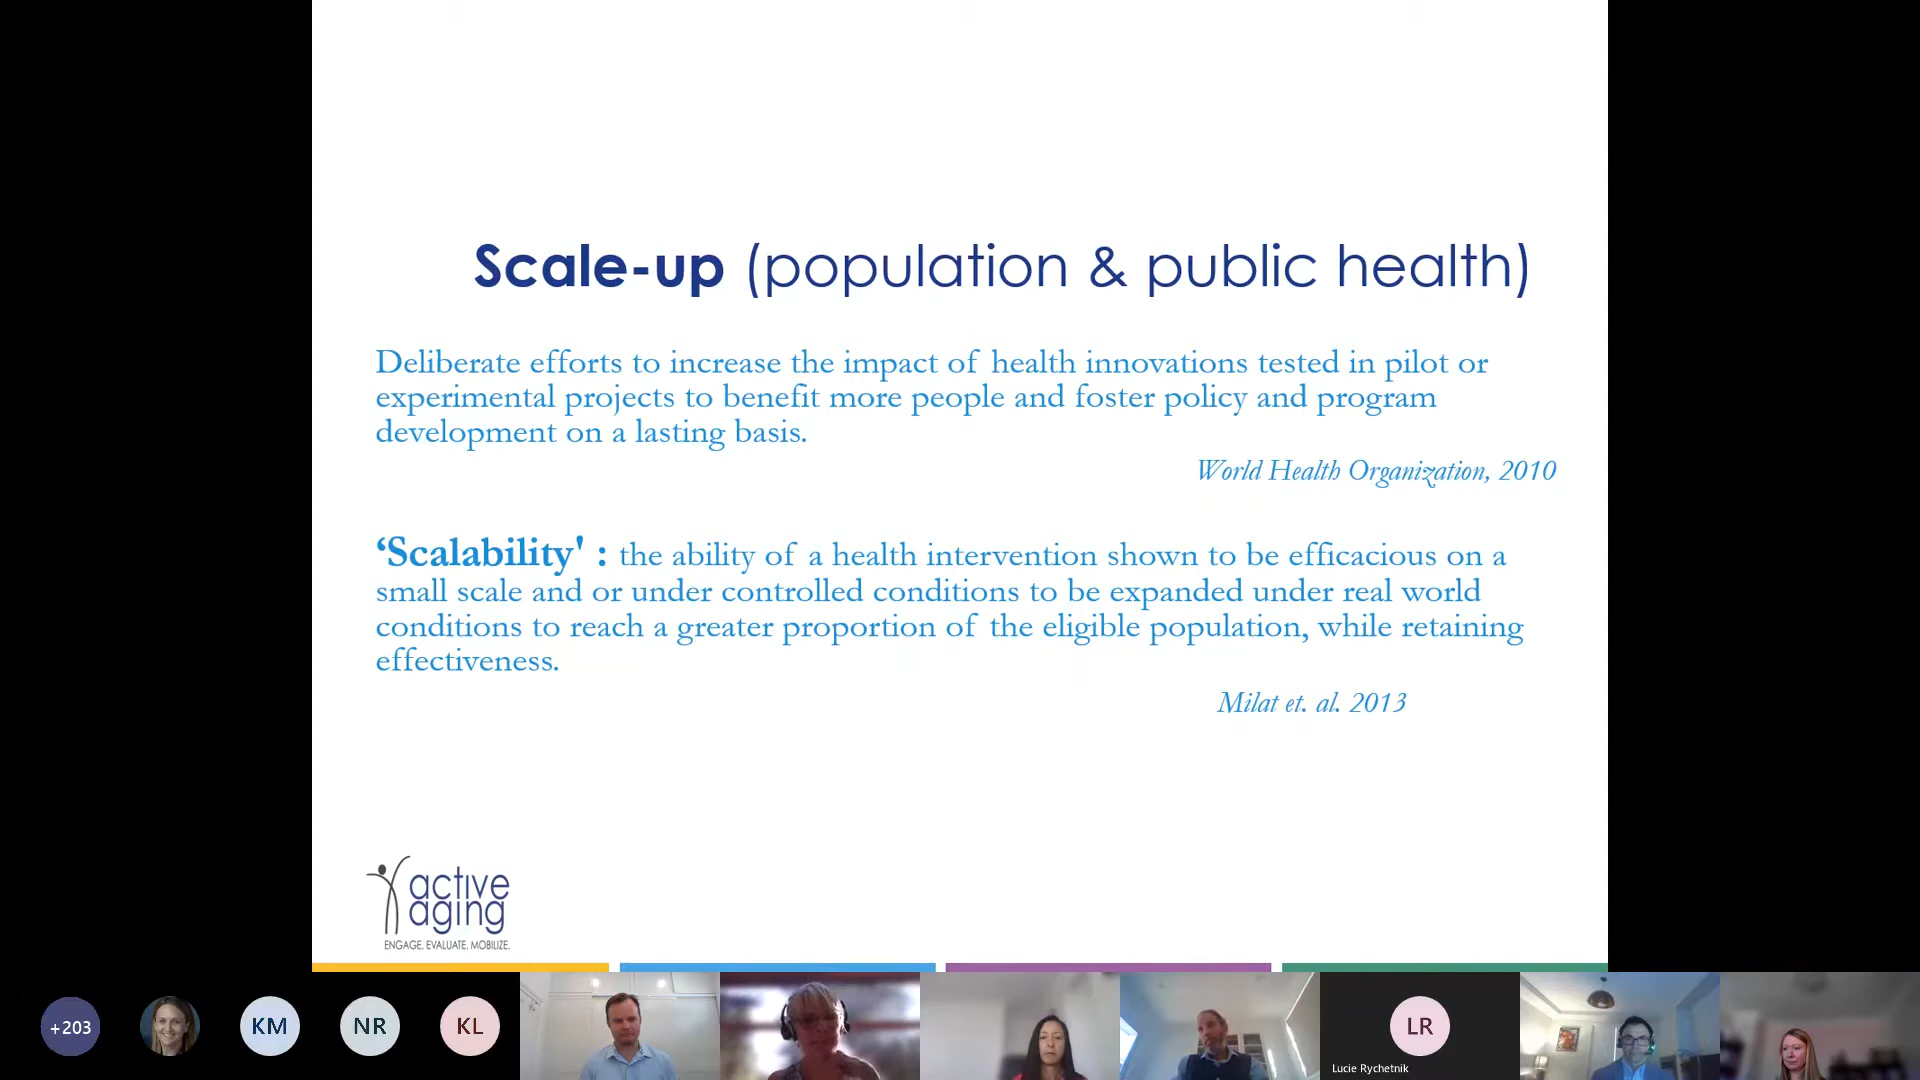 Scale-up (population & public health)
Deliberate efforts to increase the impact of health innovations tested in pilot or
experimental projects to benefit more people and foster policy and program
development on a lasting basis.
World Health Organization, 2010
‘Scalability' : the ability of a health intervention shown to be efficacious on a
small scale and or under controlled conditions to be expanded under real world
conditions to reach a greater proportion of the eligible population, while retaining
effectiveness.
Milat et. al. 2013
active
aging
ENGAGE. EVALUATE. MOBILIZE.
+203
KM
NR
KL
LR
Lucie Rychetnik